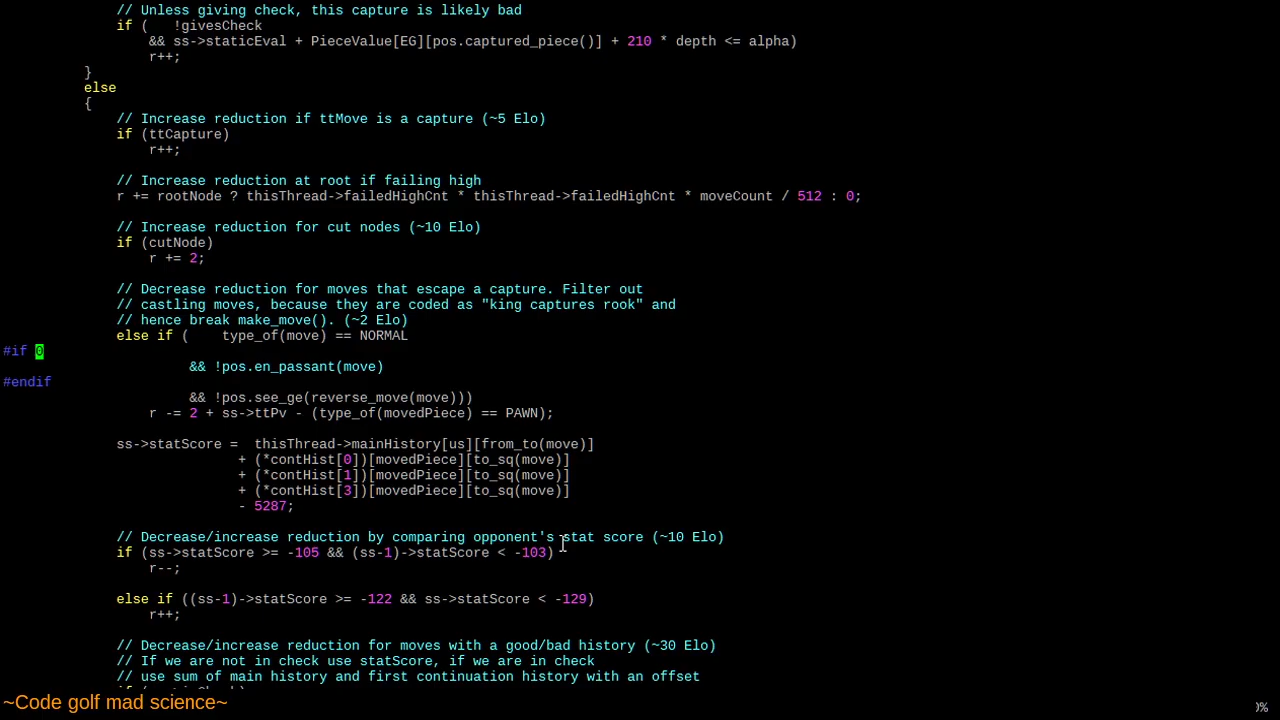 // Unless giving check, this capture is likely bad
if (   !givesCheck
&& ss->staticEval + PieceValue[EG][pos.captured_piece()] + 210 * depth <= alpha)
r++;
}
else
{
// Increase reduction if ttMove is a capture (~5 Elo)
if (ttCapture)
r++;
// Increase reduction at root if failing high
r += rootNode ? thisThread->failedHighCnt * thisThread->failedHighCnt * moveCount / 512 : 0;
// Increase reduction for cut nodes (~10 Elo)
if (cutNode)
r += 2;
// Decrease reduction for moves that escape a capture. Filter out
// castling moves, because they are coded as "king captures rook" and
// hence break make_move(). (~2 Elo)
else if (    type_of(move) == NORMAL
#if 0
&& !pos.en_passant(move)
#endif
&& !pos.see_ge(reverse_move(move)))
r -= 2 + ss->ttPv - (type_of(movedPiece) == PAWN);
ss->statScore =  thisThread->mainHistory[us][from_to(move)]
+ (*contHist[0])[movedPiece][to_sq(move)]
+ (*contHist[1])[movedPiece][to_sq(move)]
+ (*contHist[3])[movedPiece][to_sq(move)]
- 5287;
// Decrease/increase reduction by comparing opponent's stat score (~10 Elo)
if (ss->statScore >= -105 && (ss-1)->statScore < -103)
r--;
else if ((ss-1)->statScore >= -122 && ss->statScore < -129)
r++;
// Decrease/increase reduction for moves with a good/bad history (~30 Elo)
// If we are not in check use statScore, if we are in check
// use sum of main history and first continuation history with an offset
~Code golf mad science~